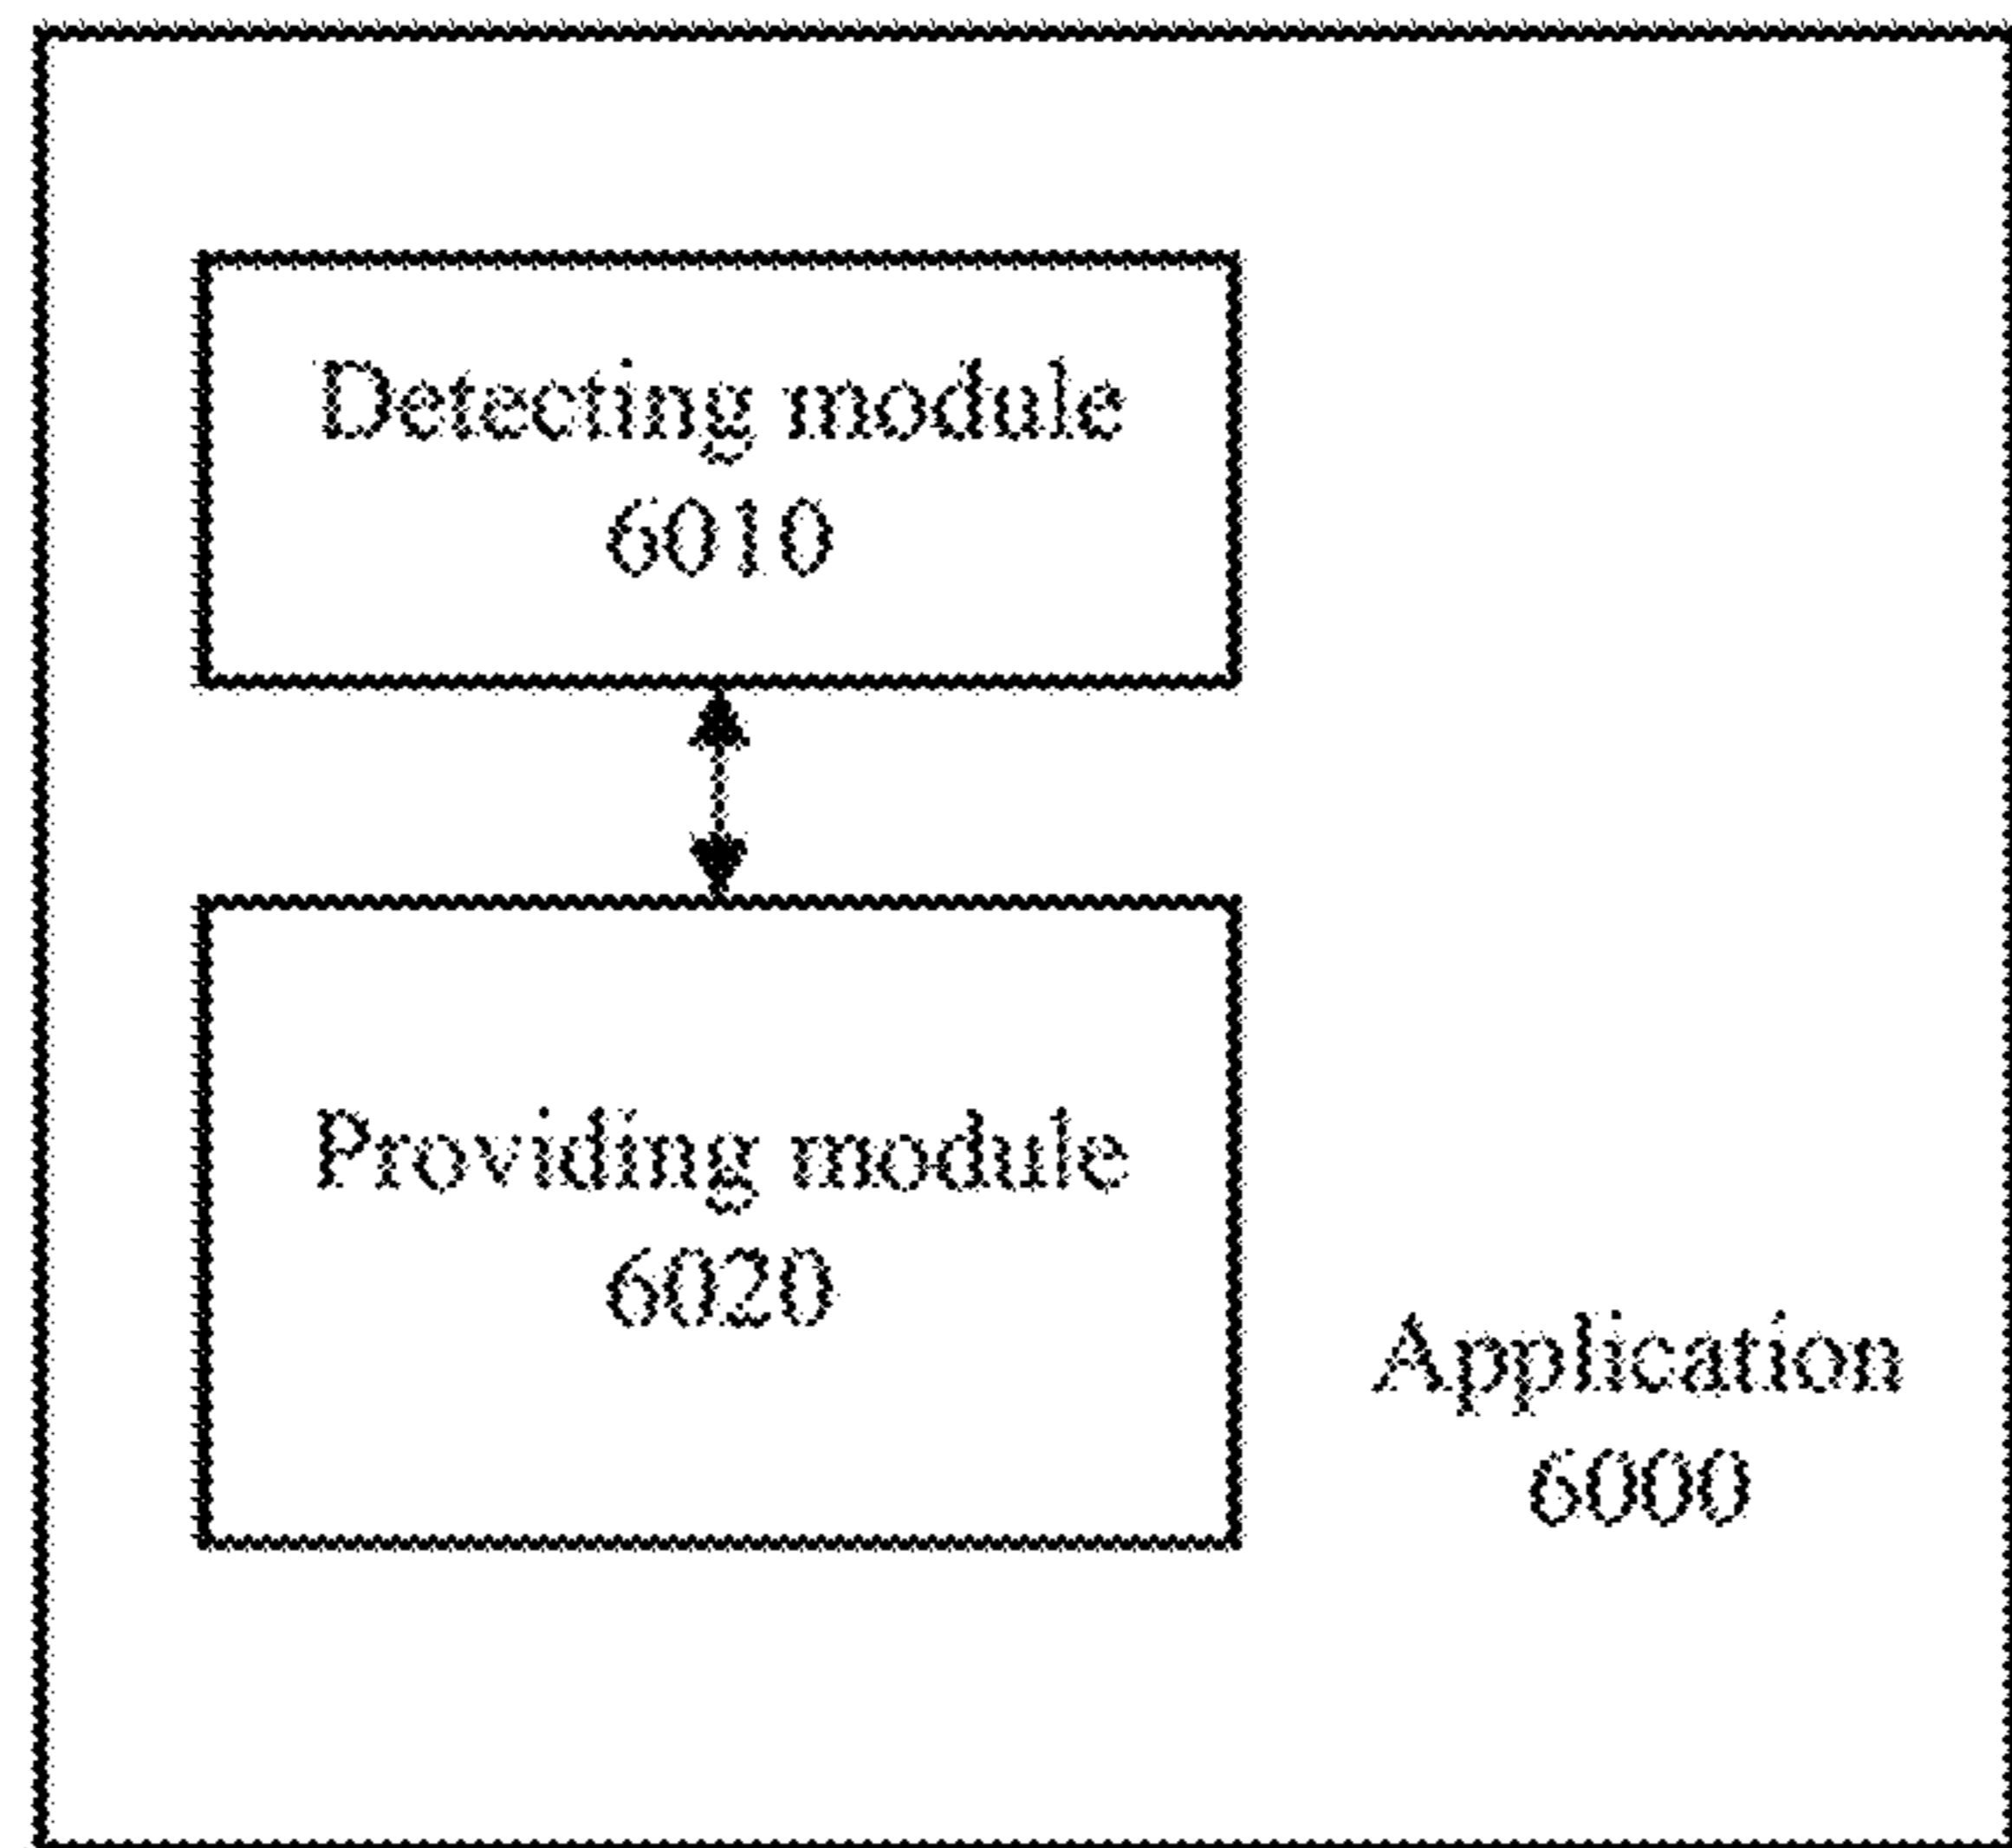 Detecting module
6010
Providing module
6020
Application
6000